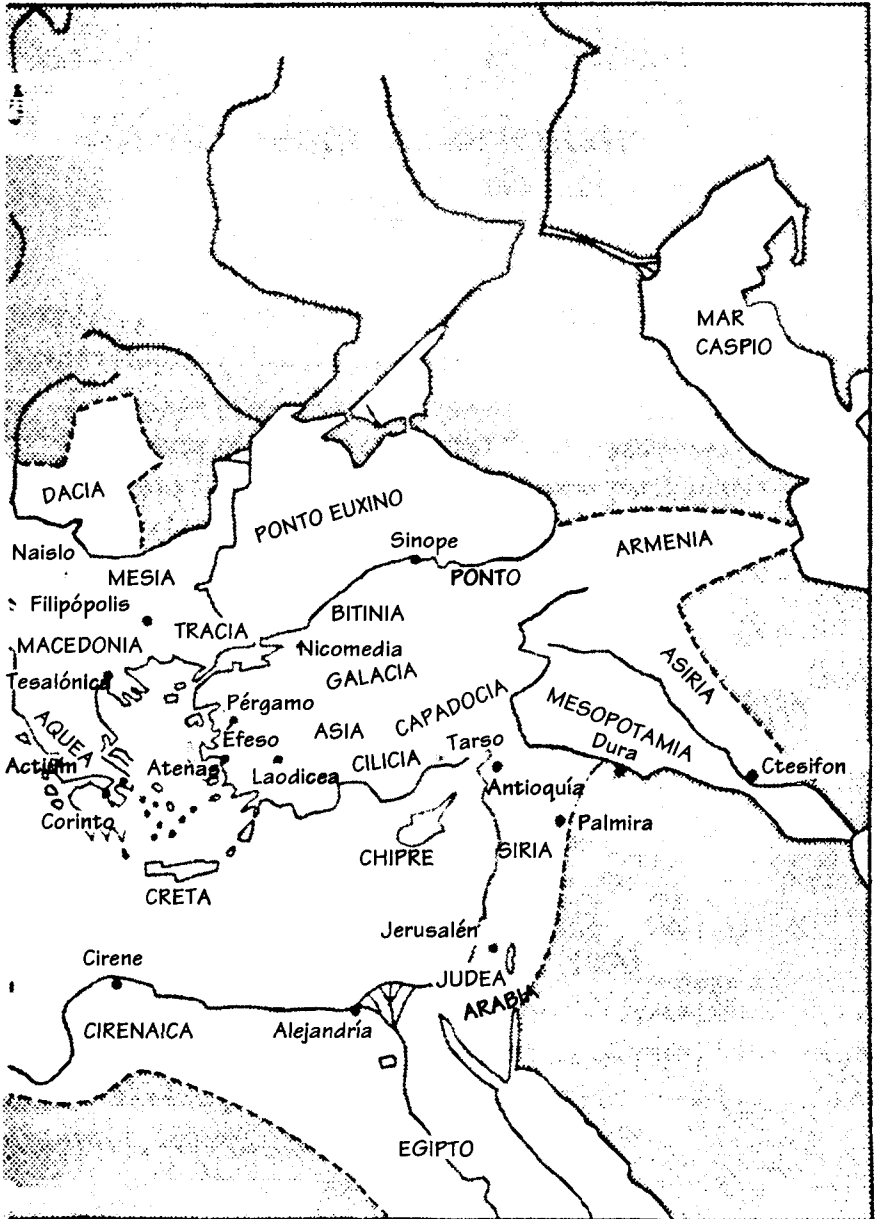 MAR
CASPIO
DACIA
PONTO EUXINO
Naislo
Sinope
ARMENIA
MESIA
PONTO
Filipópolis
BITINIA
TRACIA
MACEDONIA
Nicomedia
GALACIA
ASIRIA
Tesalónica
Pérgamo
CAPADOCIA
MESOPOTAMIA
AQUEA
ASIA
Efeso
Tarso
Dura
Actium
Atenas
Laodicea
CILICIA
Ctesifon
Antioquía
Corinto
Palmira
CHIPRE
SIRIA
CRETA
Jerusalén
Cirene
JUDEA
ARABIA
CIRENAICA
Alejandría
EGIPTO